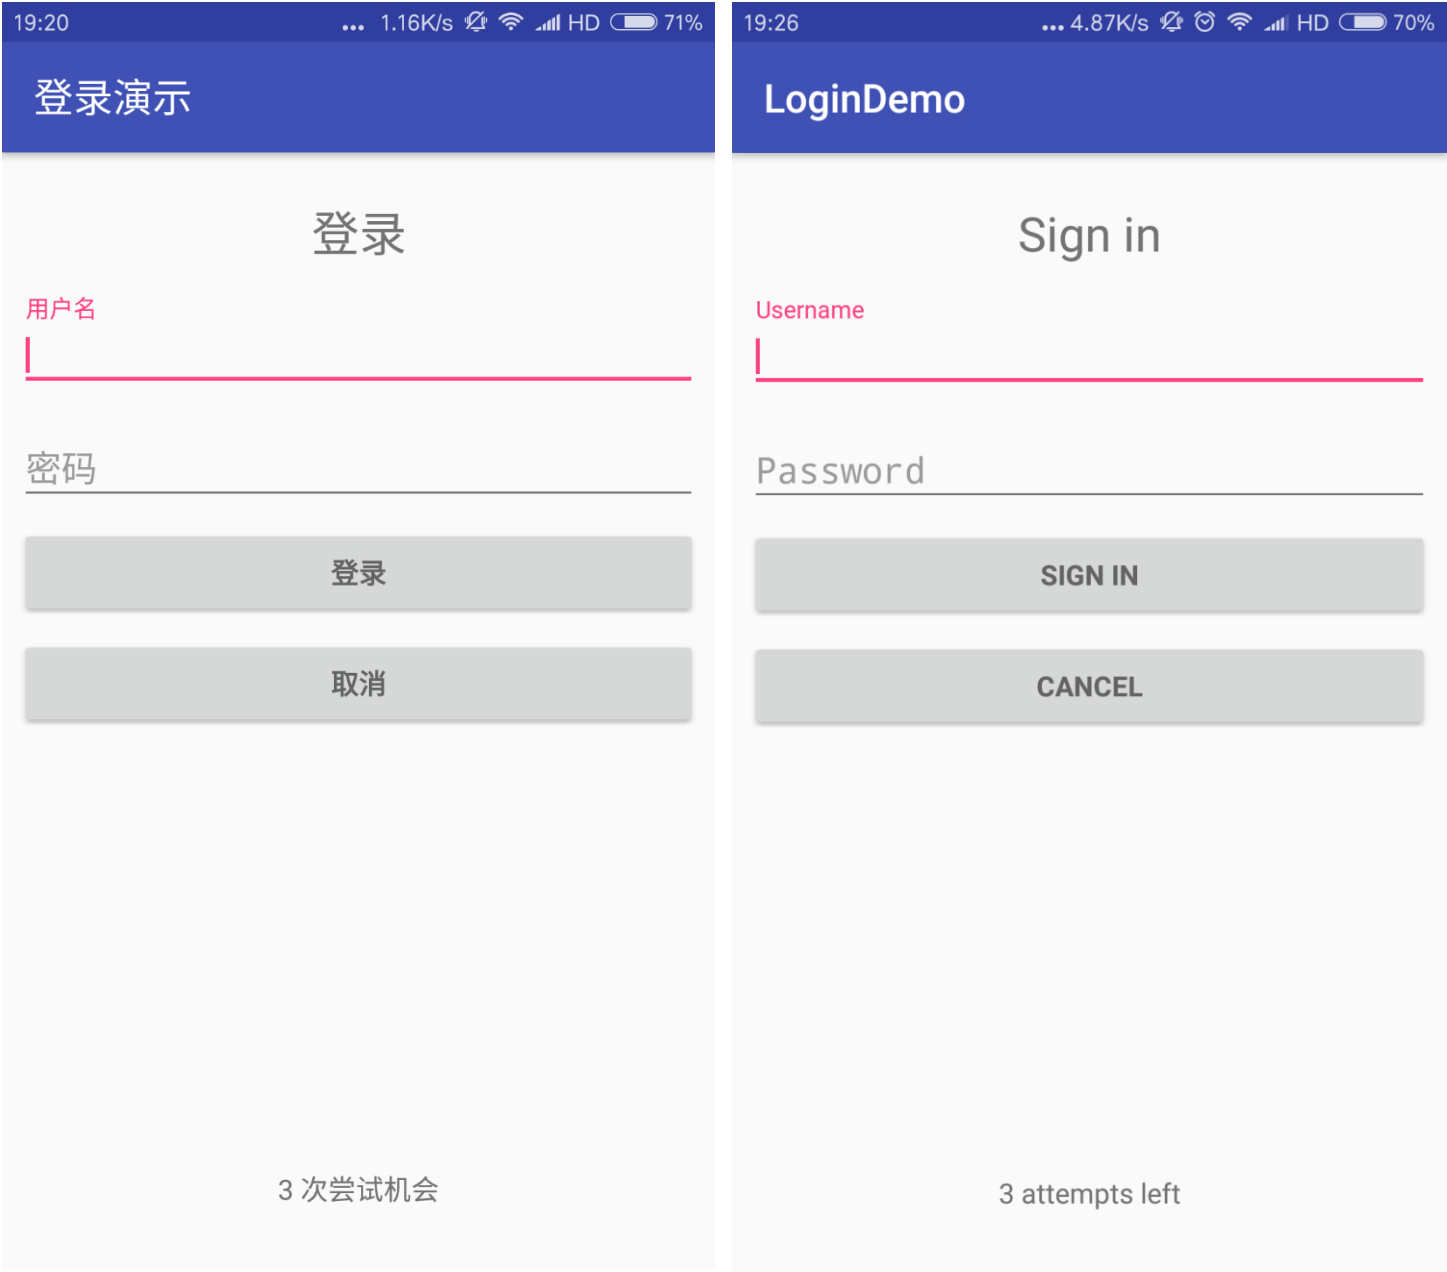 19:20 ... 1.16K/s HD 71%
登录演示
登录
用户名
密码
登录
取消
3 次尝试机会
19:26 ... 4.87K/s HD 70%
LoginDemo
Sign in
Username
Password
SIGN IN
CANCEL
3 attempts left